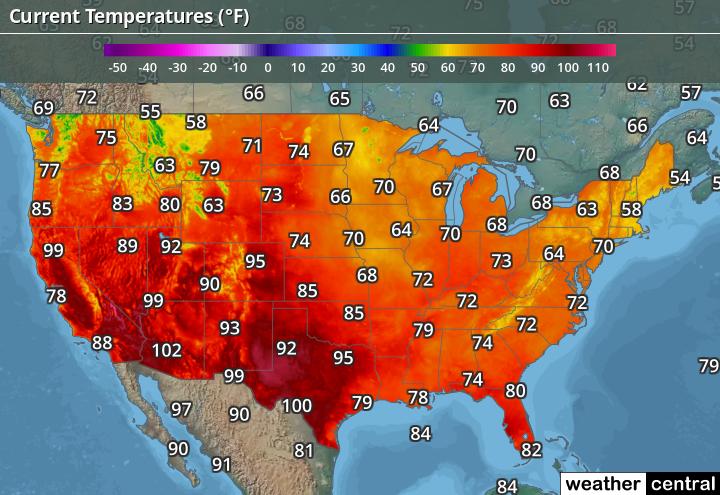 Current Temperatures (°F)
-50 -40 -30 -20 -10 0 10 20 30 40 50 60 70 80 90 100 110
75 57
54
62 57
69 72 55 58 66 65 70 63
64 66 64
75 71 74 67 70
77 63 79 68 54
70 67
85 83 80 63 73 66 68 63 58
99 89 92 74 70 64 70 68 70
95 73 64
90 68 72
78 99 85 72 72
93 85 79 72
88 102 92 95 74
99 74 80
97 90 100 79 78
84
90 91 81 82
79
84
weather central